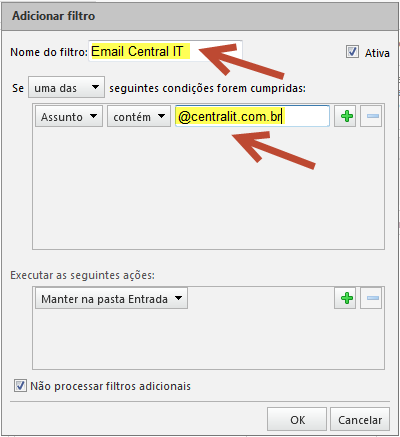 Adicionar filtro
Nome do filtro: Email Central IT Ativa
Se uma das seguintes condições forem cumpridas:
Assunto contém @centralit.com.br
Executar as seguintes ações:
Manter na pasta Entrada
Não processar filtros adicionais
OK Cancelar